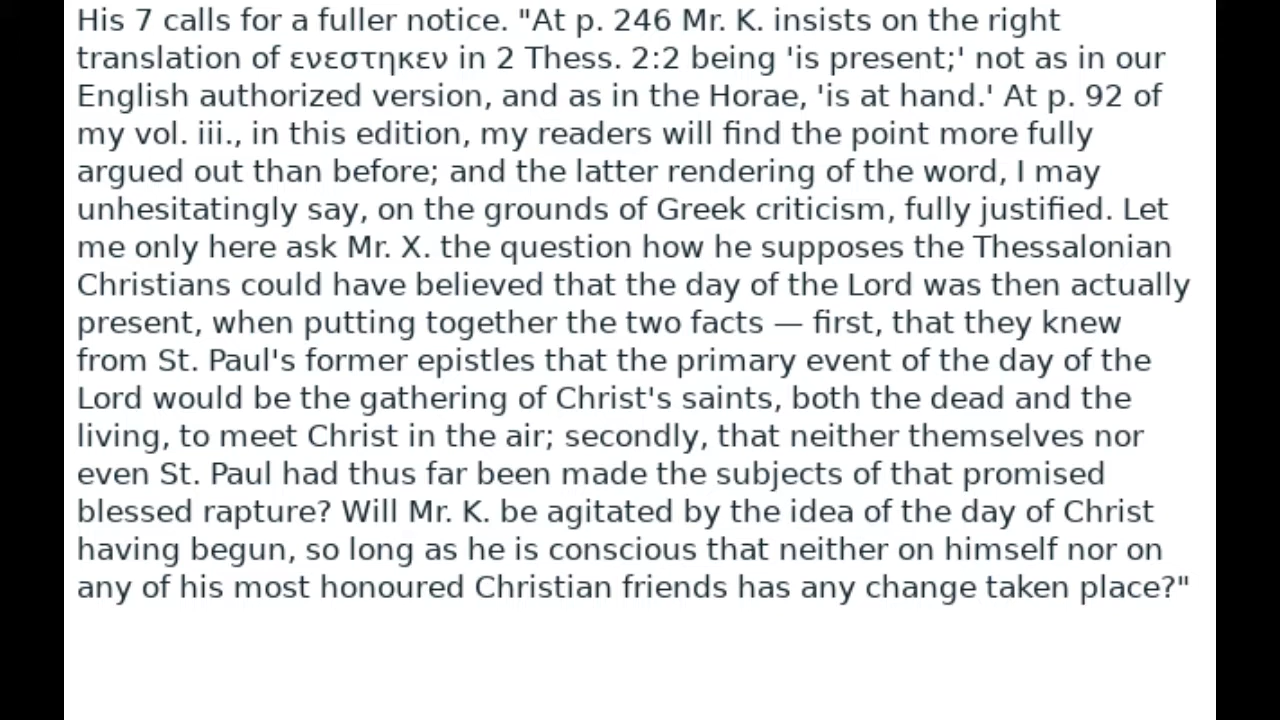 His 7 calls for a fuller notice. "At p. 246 Mr. K. insists on the right
translation of ενεστηκεν in 2 Thess. 2:2 being 'is present;' not as in our
English authorized version, and as in the Horae, 'is at hand.' At p. 92 of
my vol. iii., in this edition, my readers will find the point more fully
argued out than before; and the latter rendering of the word, I may
unhesitatingly say, on the grounds of Greek criticism, fully justified. Let
me only here ask Mr. X. the question how he supposes the Thessalonian
Christians could have believed that the day of the Lord was then actually
present, when putting together the two facts — first, that they knew
from St. Paul's former epistles that the primary event of the day of the
Lord would be the gathering of Christ's saints, both the dead and the
living, to meet Christ in the air; secondly, that neither themselves nor
even St. Paul had thus far been made the subjects of that promised
blessed rapture? Will Mr. K. be agitated by the idea of the day of Christ
having begun, so long as he is conscious that neither on himself nor on
any of his most honoured Christian friends has any change taken place?"